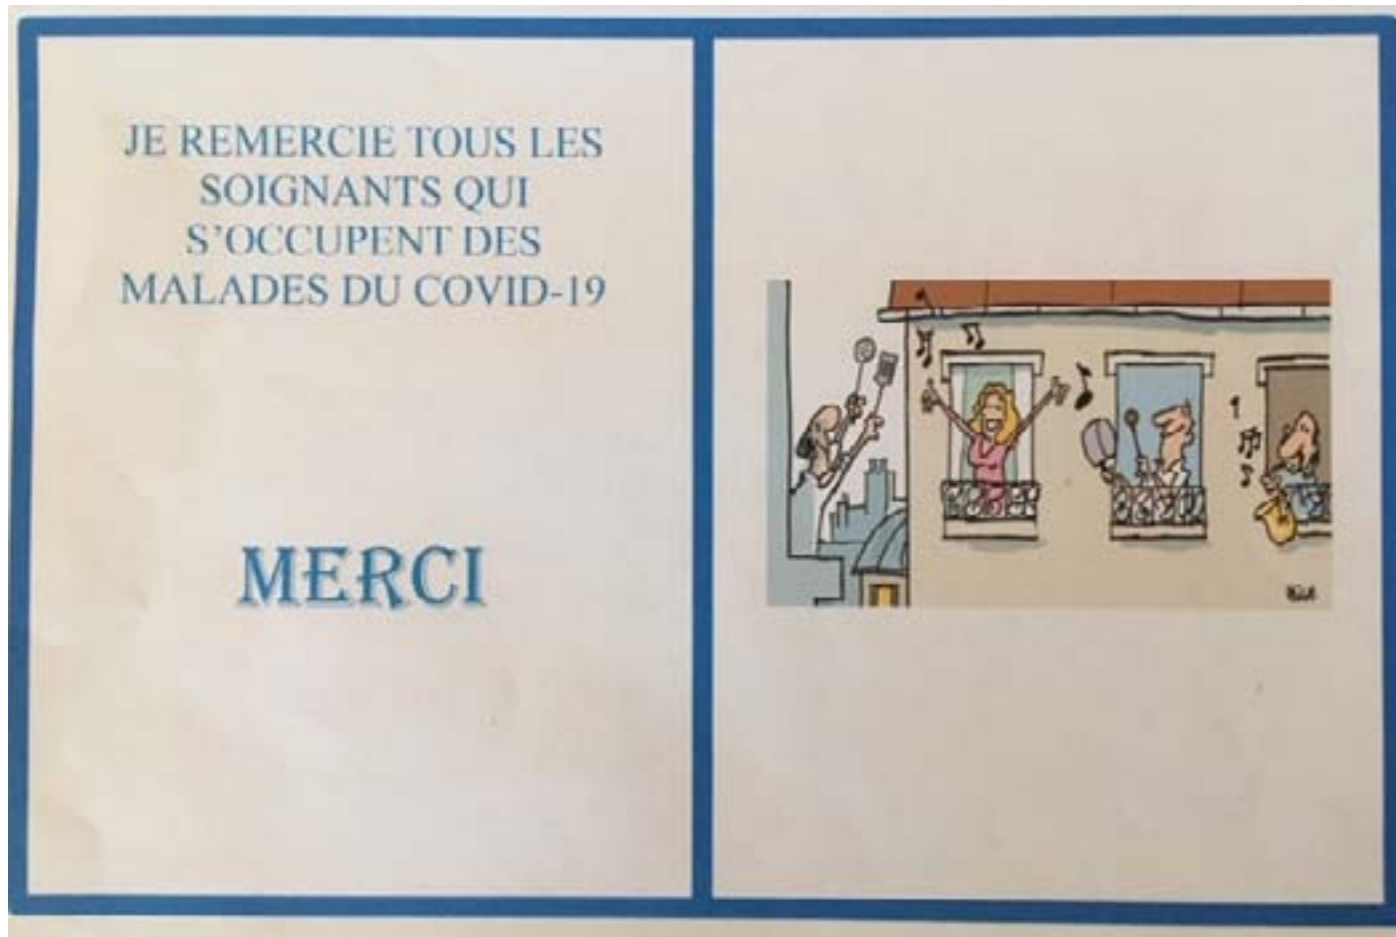 JE REMERCIE TOUS LES
SOIGNANTS QUI
S'OCCUPENT DES
MALADES DU COVID-19
MERCI